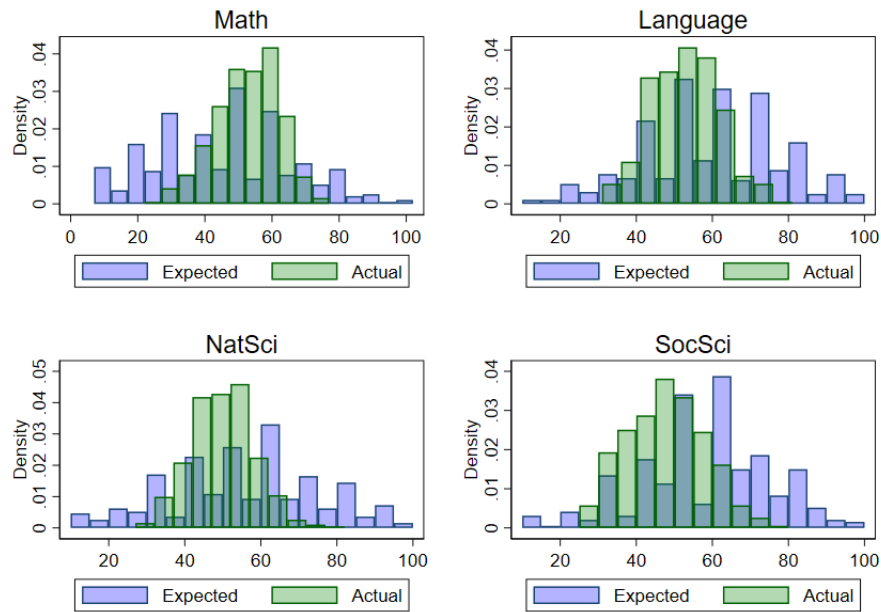 Math
Density
0 .01 .02 .03 .04
0 20 40 60 80 100
Expected Actual
Language
Density
0 .01 .02 .03 .04
20 40 60 80 100
Expected Actual
NatSci
Density
0 .01 .02 .03 .04 .05
20 40 60 80 100
Expected Actual
SocSci
Density
0 .01 .02 .03 .04
20 40 60 80 100
Expected Actual